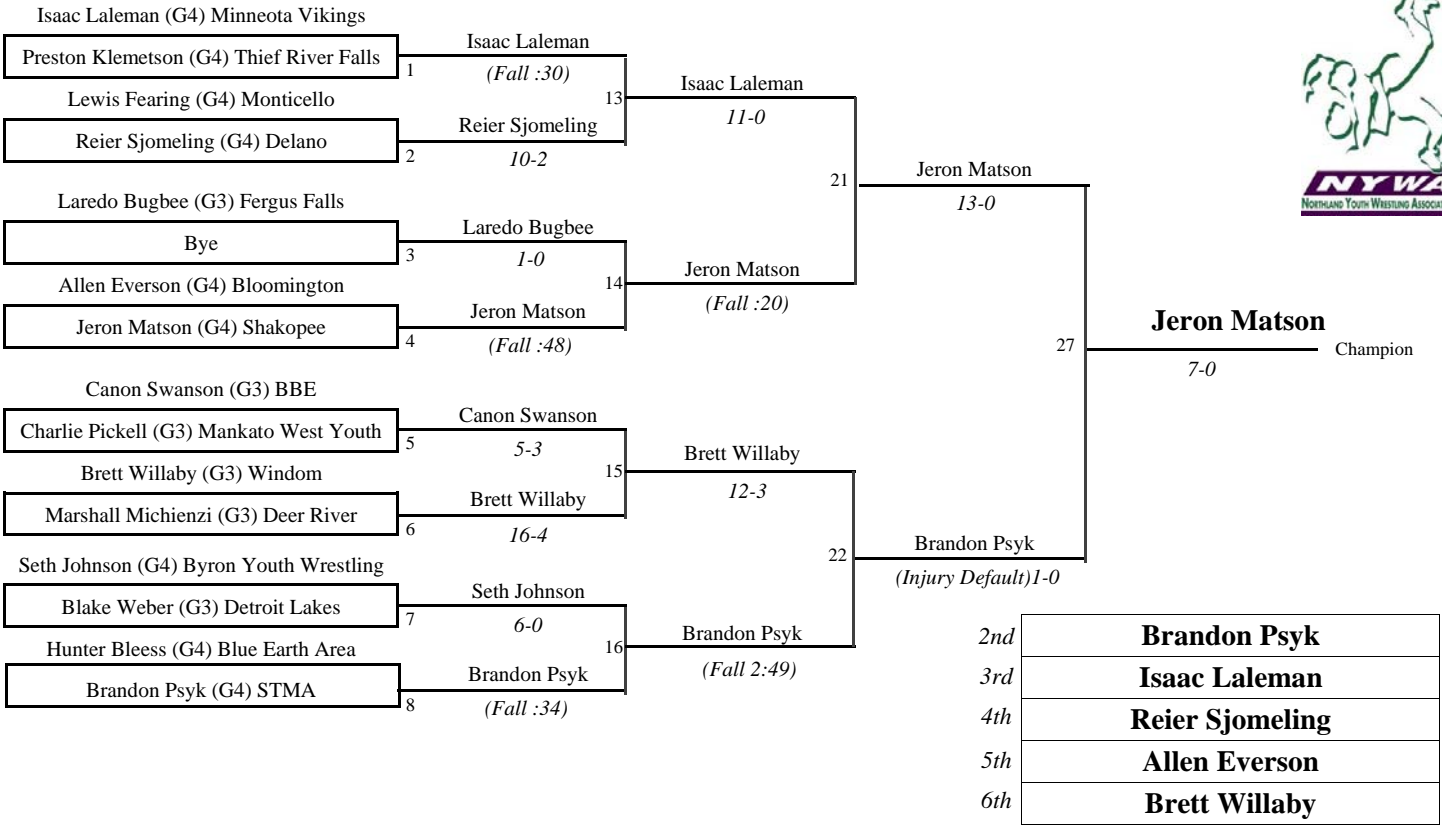 Isaac Laleman (G4) Minneota Vikings
Preston Klemetson (G4) Thief River Falls
1
Lewis Fearing (G4) Monticello
Reier Sjomeling (G4) Delano
2
Laredo Bugbee (G3) Fergus Falls
Bye
3
Allen Everson (G4) Bloomington
Jeron Matson (G4) Shakopee
4
Canon Swanson (G3) BBE
Charlie Pickell (G3) Mankato West Youth
5
Brett Willaby (G3) Windom
Marshall Michienzi (G3) Deer River
6
Seth Johnson (G4) Byron Youth Wrestling
Blake Weber (G3) Detroit Lakes
7
Hunter Bleess (G4) Blue Earth Area
Brandon Psyk (G4) STMA
8
Isaac Laleman
(Fall :30)
13
Reier Sjomeling
10-2
Laredo Bugbee
1-0
14
Jeron Matson
(Fall :48)
Canon Swanson
5-3
15
Brett Willaby
16-4
Seth Johnson
6-0
16
Brandon Psyk
(Fall :34)
Isaac Laleman
11-0
21
Jeron Matson
(Fall :20)
Brett Willaby
12-3
22
Brandon Psyk
(Fall 2:49)
Jeron Matson
13-0
27
Brandon Psyk
(Injury Default)1-0
Jeron Matson
7-0
Champion
NYWA
NORTHLAND YOUTH WRESTLING
2nd Brandon Psyk
3rd Isaac Laleman
4th Reier Sjomeling
5th Allen Everson
6th Brett Willaby